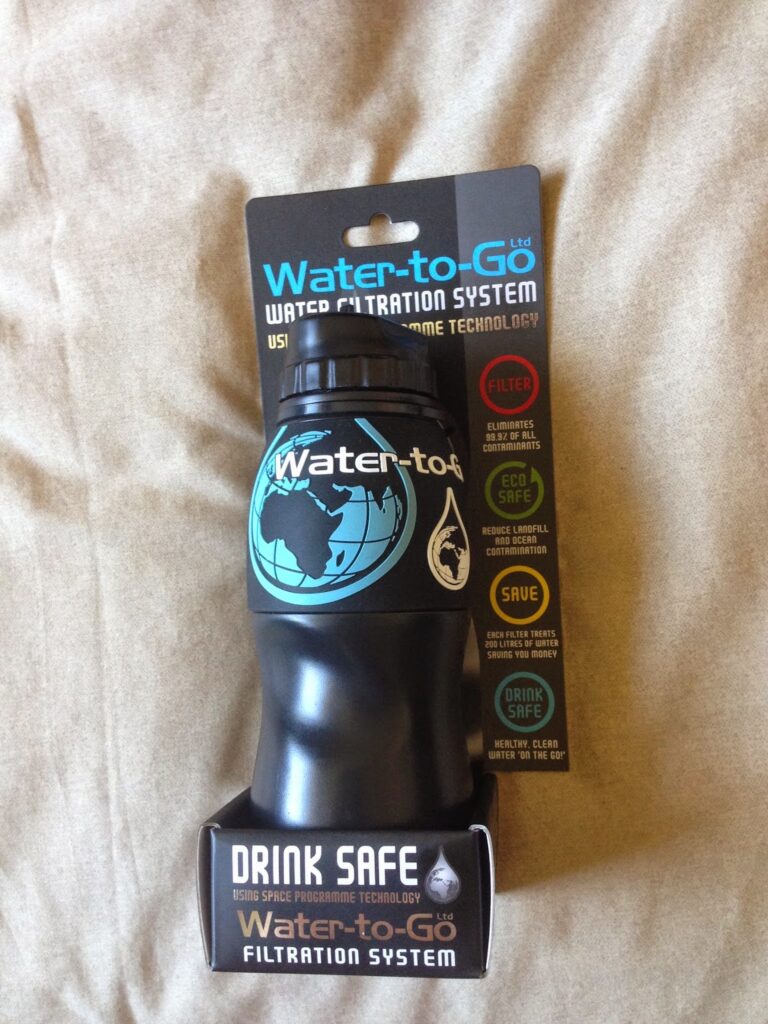 Water-to-Go Ltd
WATER FILTRATION SYSTEM
TECHNOLOGY
FILTER
ELIMINATES
99.9% OF ALL
CONTAMINANTS
ECO
SAFE
REDUCE LANDFILL
AND OCEAN
CONTAMINATION
SAVE
EACH FILTER TREATS
200 LITRES OF WATER
SAVING YOU MONEY
DRINK
SAFE
HEALTHY, CLEAN
WATER 'ON THE GO!'
Water-to-G
DRINK SAFE
USING SPACE PROGRAMME TECHNOLOGY
Water-to-Go Ltd
FILTRATION SYSTEM